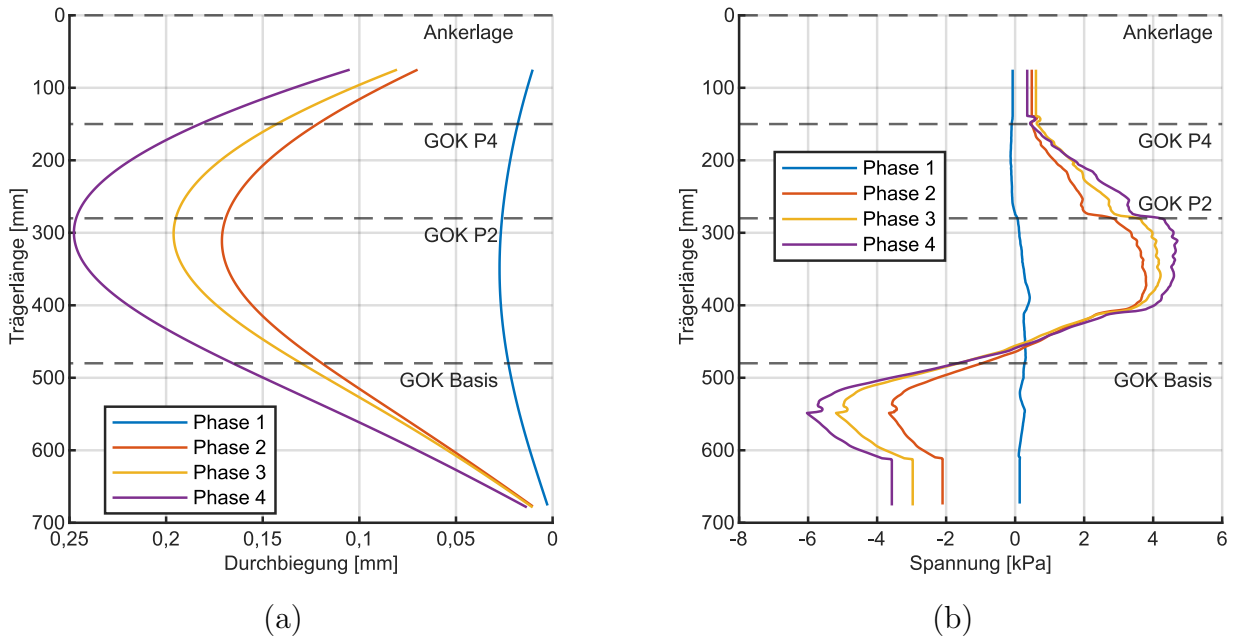 0
100
200
300
400
500
600
700
Trägerlänge [mm]
Ankerlage
GOK P4
GOK P2
GOK Basis
Phase 1
Phase 2
Phase 3
Phase 4
0,25
0,2
0,15
0,1
0,05
0
Durchbiegung [mm]
(a)
0
100
200
300
400
500
600
700
Trägerlänge [mm]
Ankerlage
GOK P4
Phase 1
Phase 2
Phase 3
Phase 4
GOK P2
GOK Basis
-8
-6
-4
-2
0
2
4
6
Spannung [kPa]
(b)